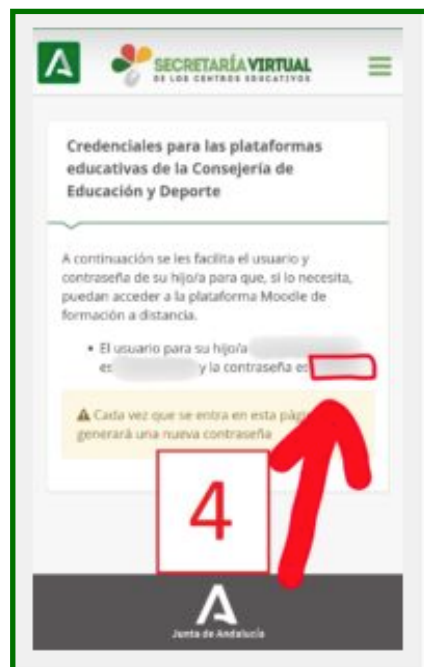 SECRETARÍA VIRTUAL
DE LOS CENTROS EDUCATIVOS
Credenciales para las plataformas
educativas de la Consejería de
Educación y Deporte
A continuación se les facilita el usuario y
contraseña de su hijo/a para que, si lo necesita,
puedan acceder a la plataforma Moodle de
formación a distancia.
• El usuario para su hijo/a
es y la contraseña es
Cada vez que se entra en esta
generará una nueva contraseña
4
Junta de Andalucía